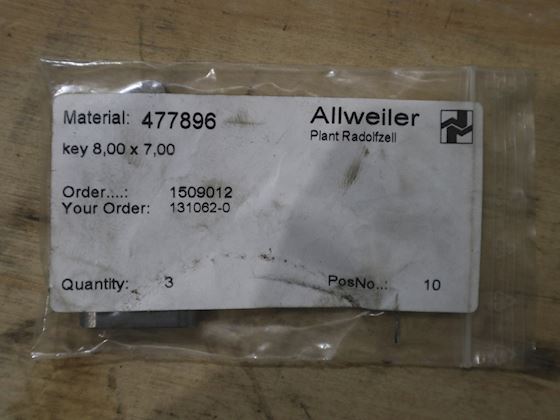 Material: 477896
Allweiler
Plant Radolfzell
key 8,00 x 7,00
Order....: 1509012
Your Order: 131062-0
Quantity: 3
PosNo..: 10